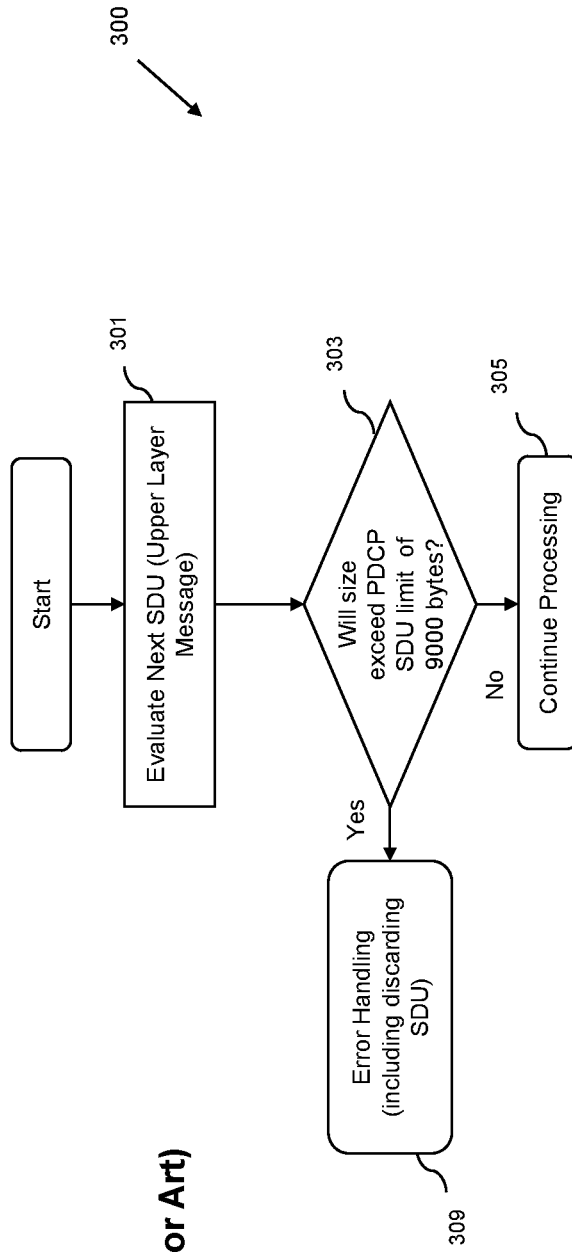 300
Start
301
Evaluate Next SDU (Upper Layer
Message)
303
Will size
exceed PDCP
SDU limit of
9000 bytes?
Yes
No
Error Handling
(including discarding
SDU)
309
305
Continue Processing
or Art)